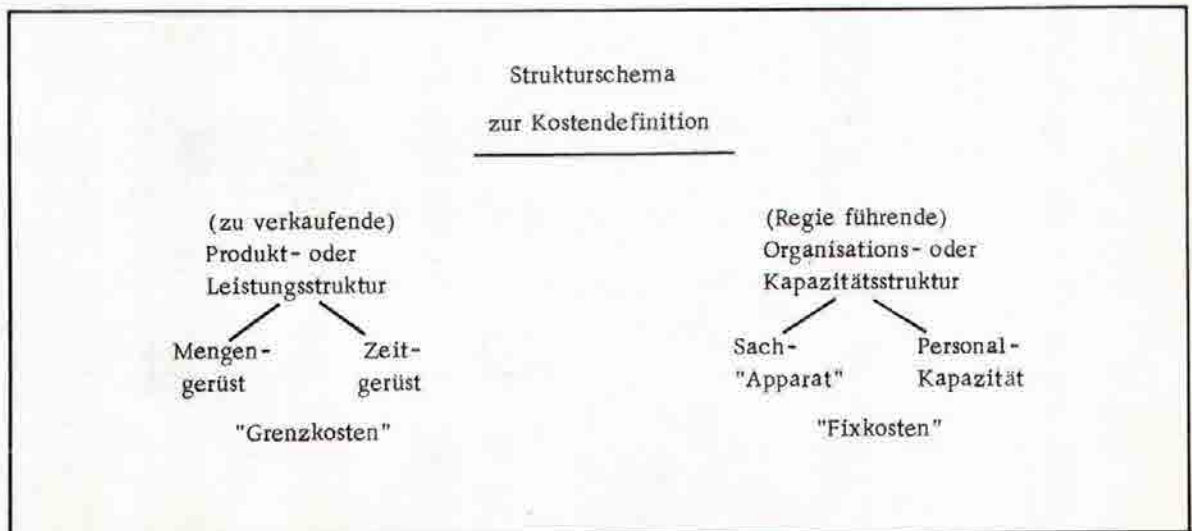 Strukturschema
zur Kostendefinition
(zu verkaufende)
Produkt- oder
Leistungsstruktur
Mengen-
gerüst
Zeit-
gerüst
"Grenzkosten"
(Regie führende)
Organisations- oder
Kapazitätsstruktur
Sach-
"Apparat"
Personal-
Kapazität
"Fixkosten"